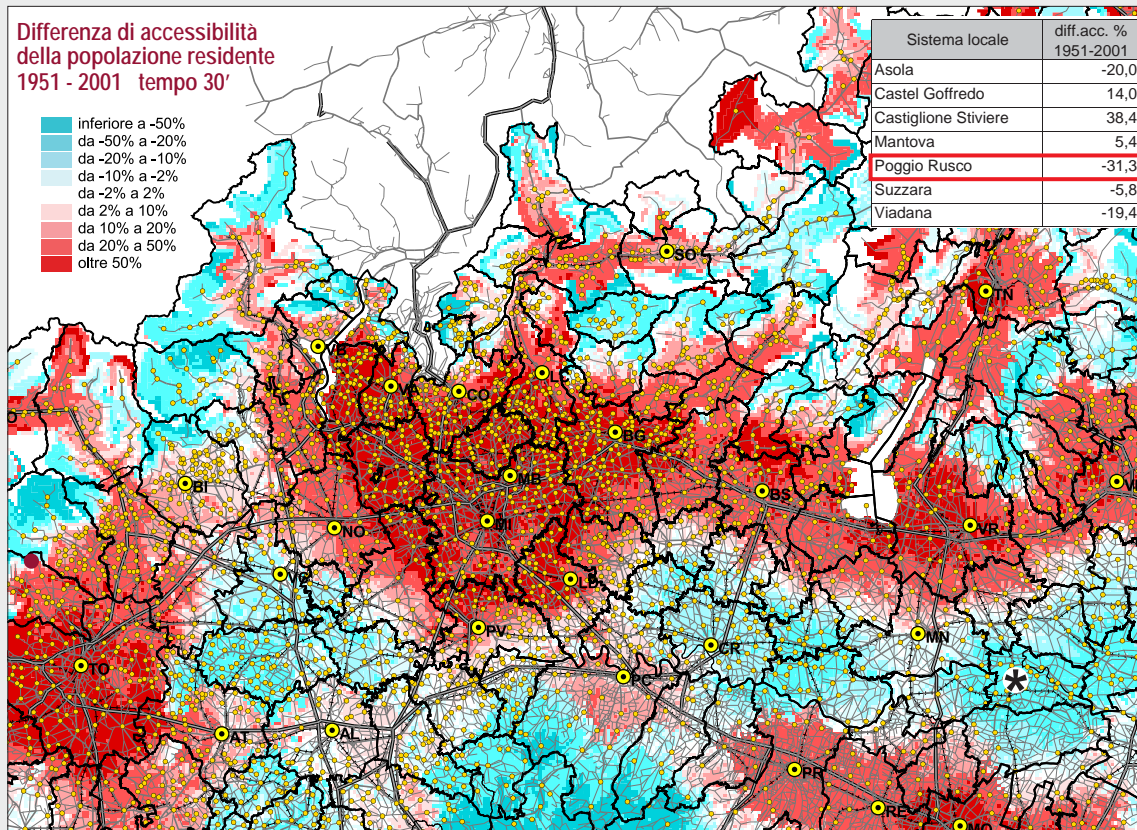 Differenza di accessibilità
della popolazione residente
1951 - 2001 tempo 30'
inferiore a -50%
da -50% a -20%
da -20% a -10%
da -10% a -2%
da -2% a 2%
da 2% a 10%
da 10% a 20%
da 20% a 50%
oltre 50%
Sistema locale diff.acc. % 1951-2001
Asola -20,0
Castel Goffredo 14,0
Castiglione Stiviere 38,4
Mantova 5,4
Poggio Rusco -31,3
Suzzara -5,8
Viadana -19,4
SO
TN
VB
CO
BG
BI
MB
BS
NO
MI
VR
VC
LO
PV
MN
CR
TO
PC
*
AT
AL
PR
RE